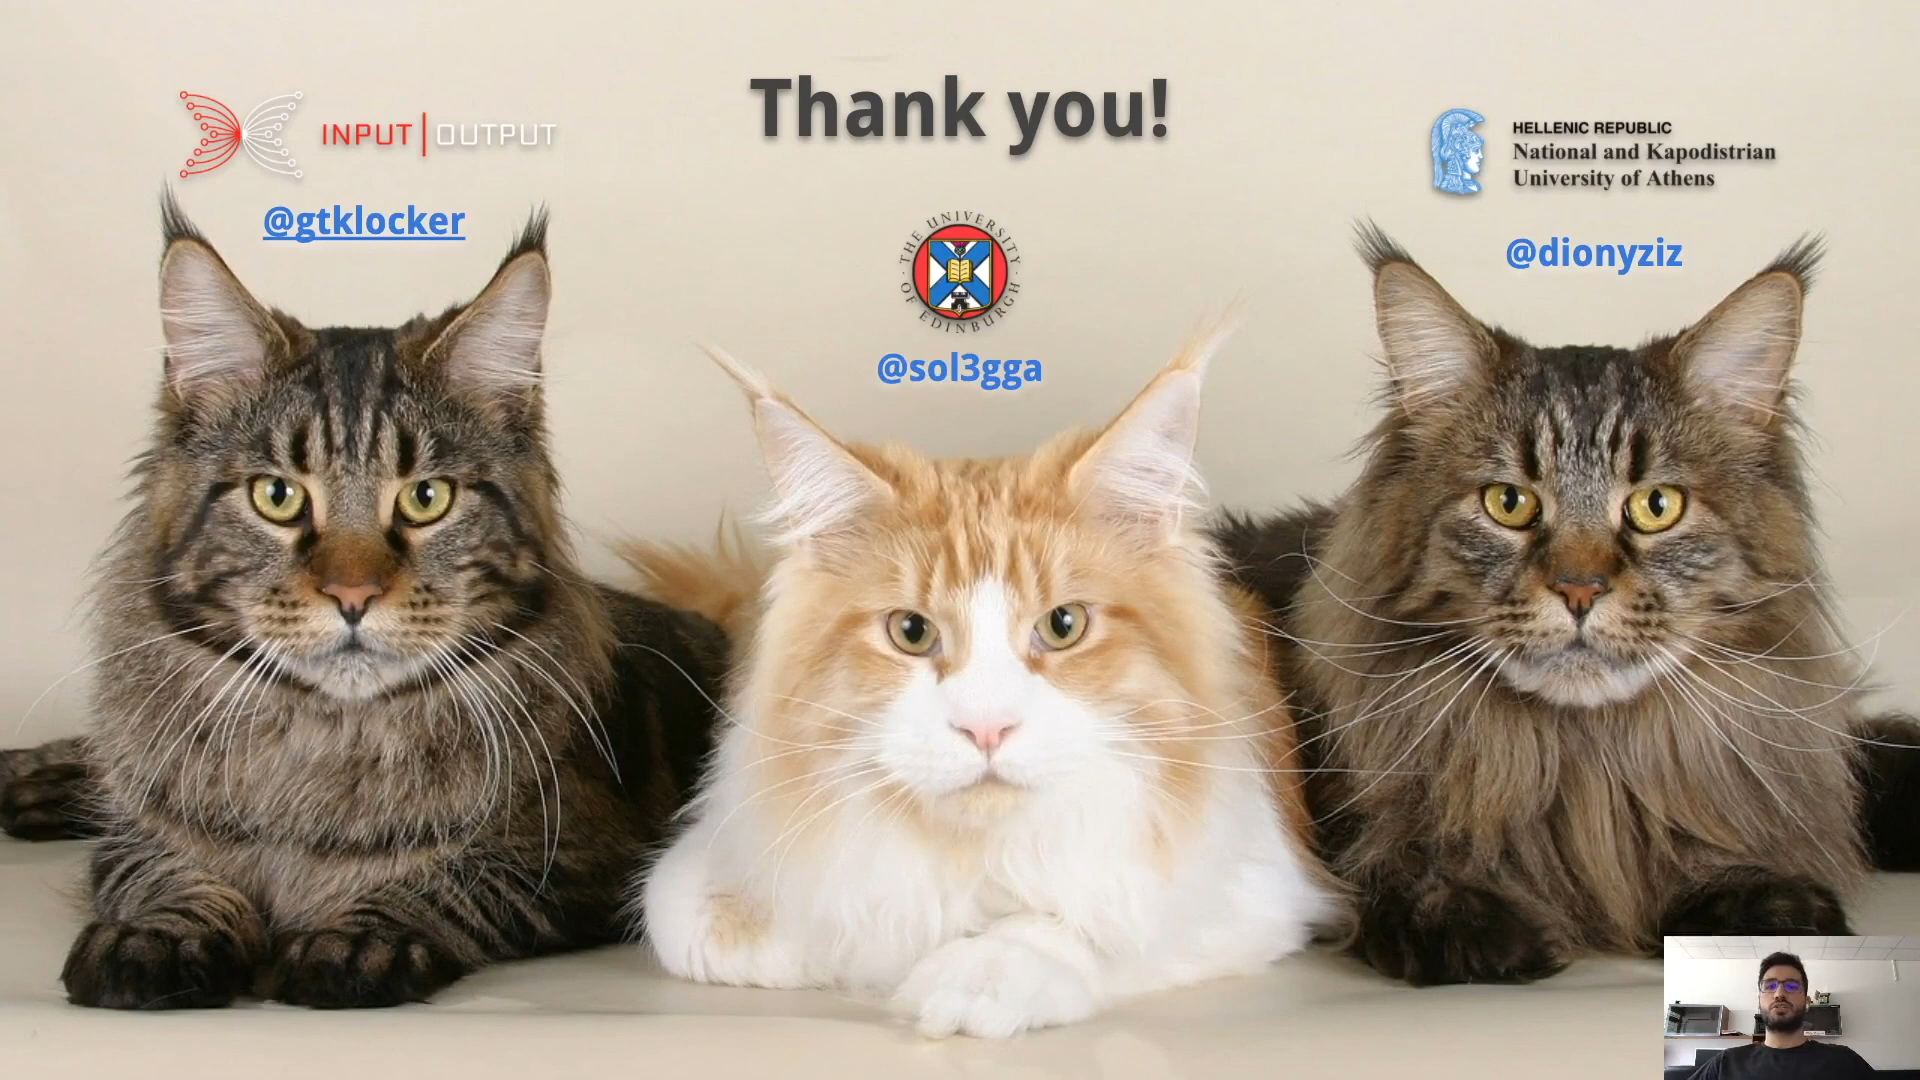 Thank you!
INPUT|OUTPUT
@gtklocker
THE UNIVERSITY OF EDINBURGH
@sol3gga
HELLENIC REPUBLIC
National and Kapodistrian
University of Athens
@dionyziz